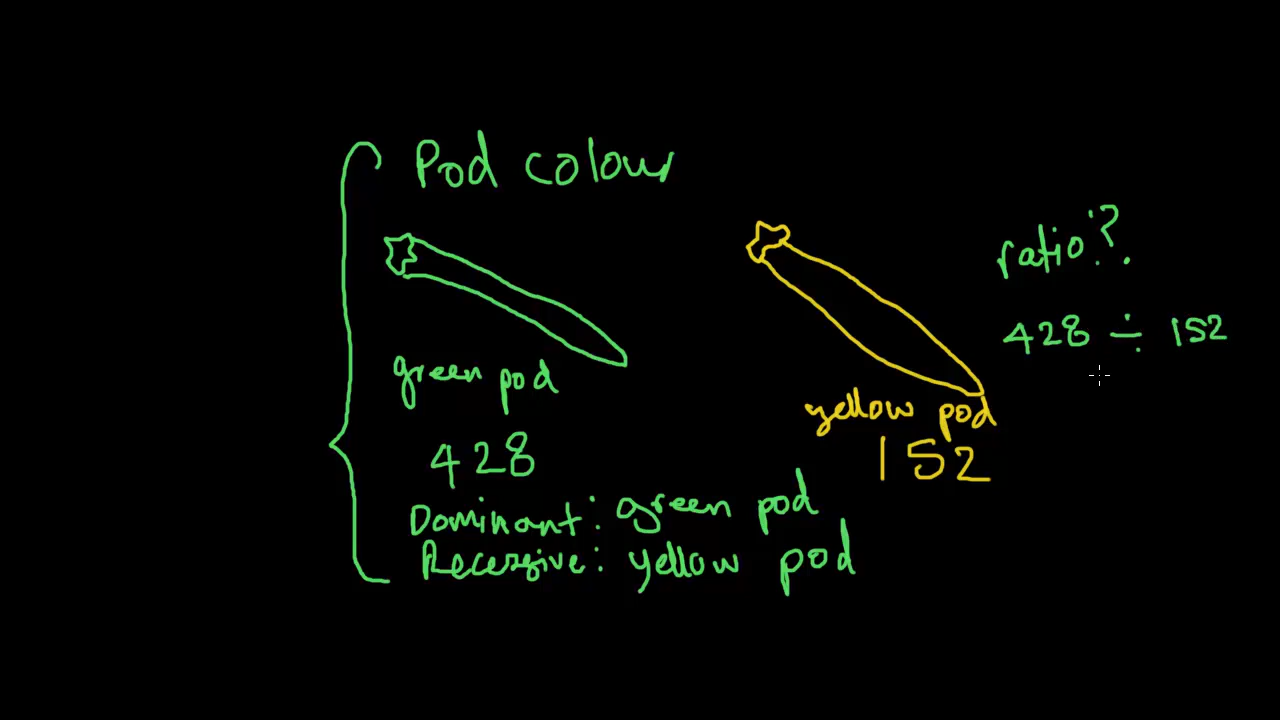 Pod colour
ratio?
428 ÷ 152
green pod
yellow pod
428
152
Dominant: green pod
Recessive: yellow pod